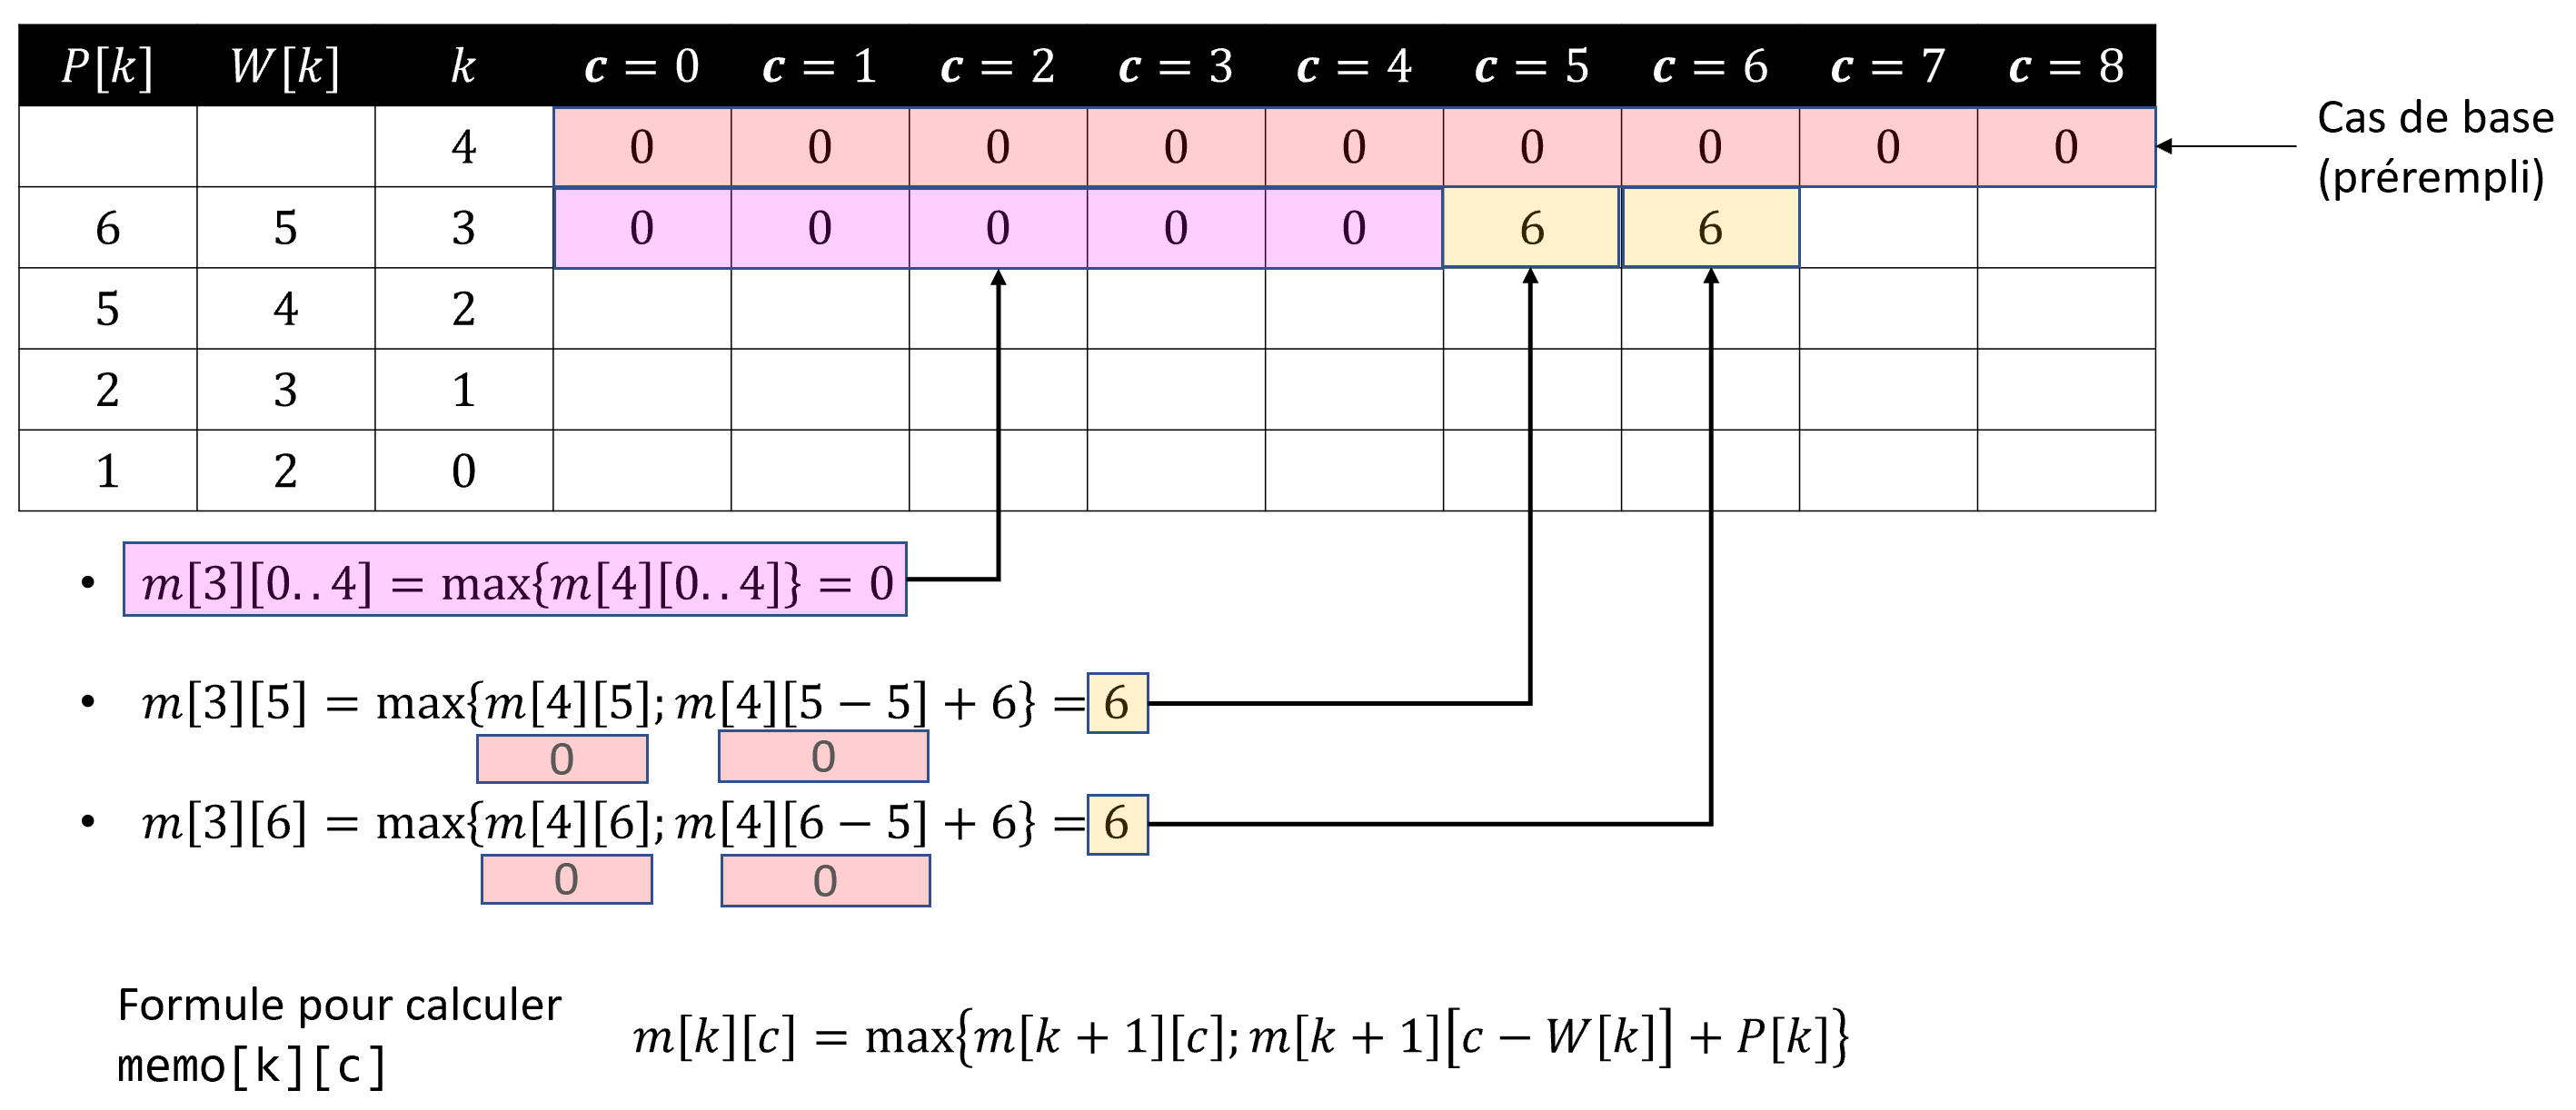 P[k] W[k] k c = 0 c = 1 c = 2 c = 3 c = 4 c = 5 c = 6 c = 7 c = 8
4 0 0 0 0 0 0 0 0 0
Cas de base
(prérempli)
6 5 3 0 0 0 0 0 6 6
5 4 2
2 3 1
1 2 0
• m[3][0..4] = max{m[4][0..4]} = 0
• m[3][5] = max{m[4][5]; m[4][5 − 5] + 6} = 6
0 0
• m[3][6] = max{m[4][6]; m[4][6 − 5] + 6} = 6
0 0
Formule pour calculer
memo[k][c]
m[k][c] = max{m[k + 1][c]; m[k + 1][c − W[k]] + P[k]}